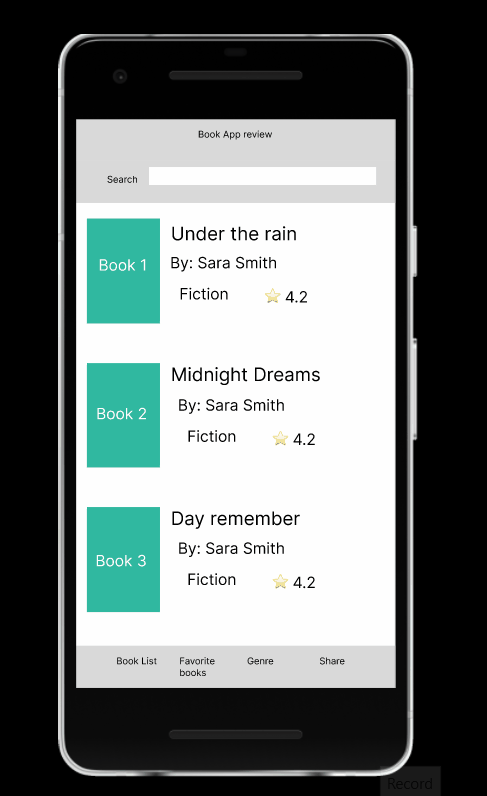 Book App review
Search
Book 1
Under the rain
By: Sara Smith
Fiction
4.2
Book 2
Midnight Dreams
By: Sara Smith
Fiction
4.2
Book 3
Day remember
By: Sara Smith
Fiction
4.2
Book List
Favorite
books
Genre
Share
Record